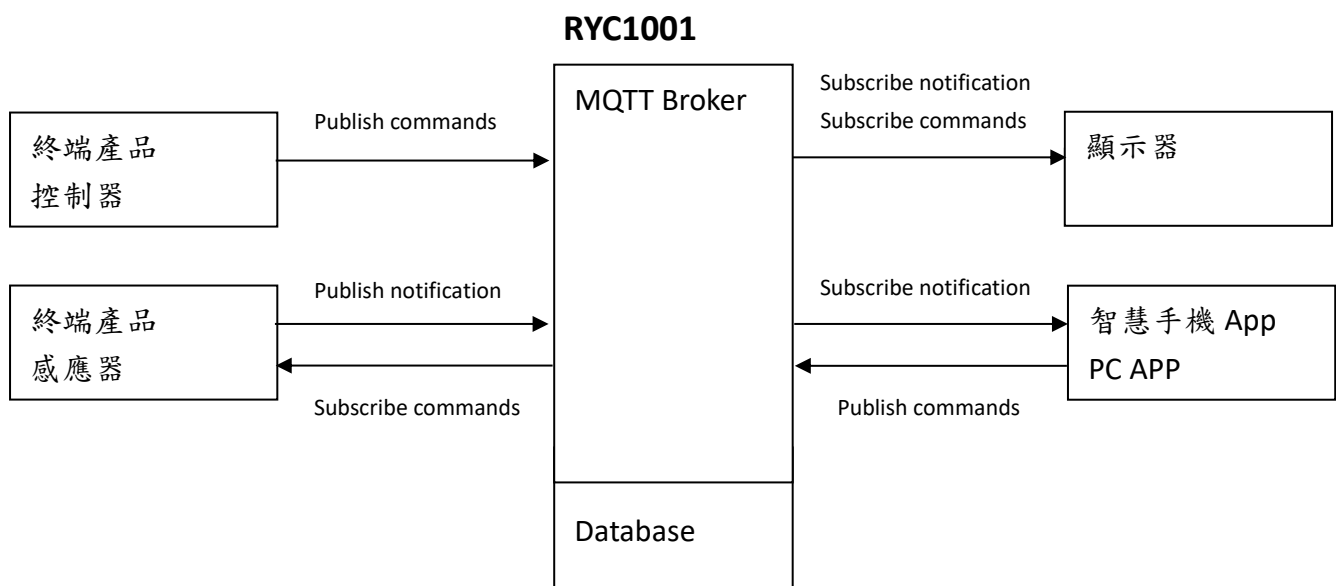 RYC1001
MQTT Broker
Publish commands
終端產品
控制器
Subscribe notification
Subscribe commands
顯示器
Publish notification
終端產品
感應器
Subscribe commands
Subscribe notification
智慧手機 App
PC APP
Publish commands
Database